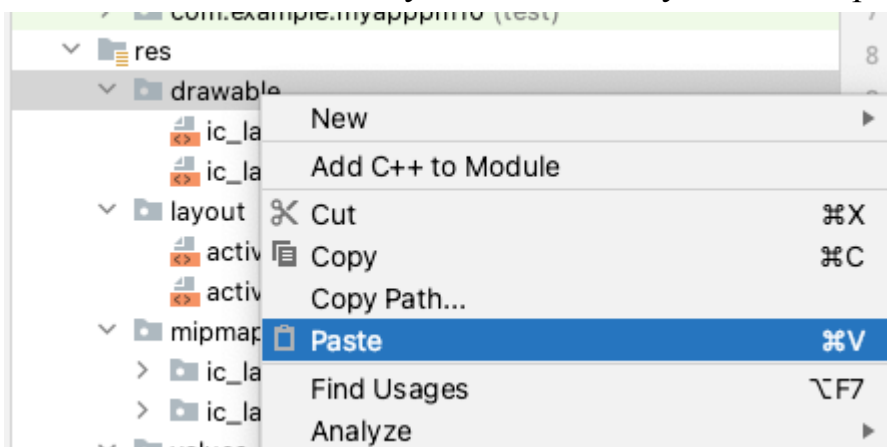 com.example.myapppm10 (test)
res
8
drawable
New
ic_la
Add C++ to Module
ic_la
layout
Cut ⌘X
activ
Copy ⌘C
activ
Copy Path...
mipmap
Paste ⌘V
ic_la
Find Usages ⌥F7
ic_la
Analyze